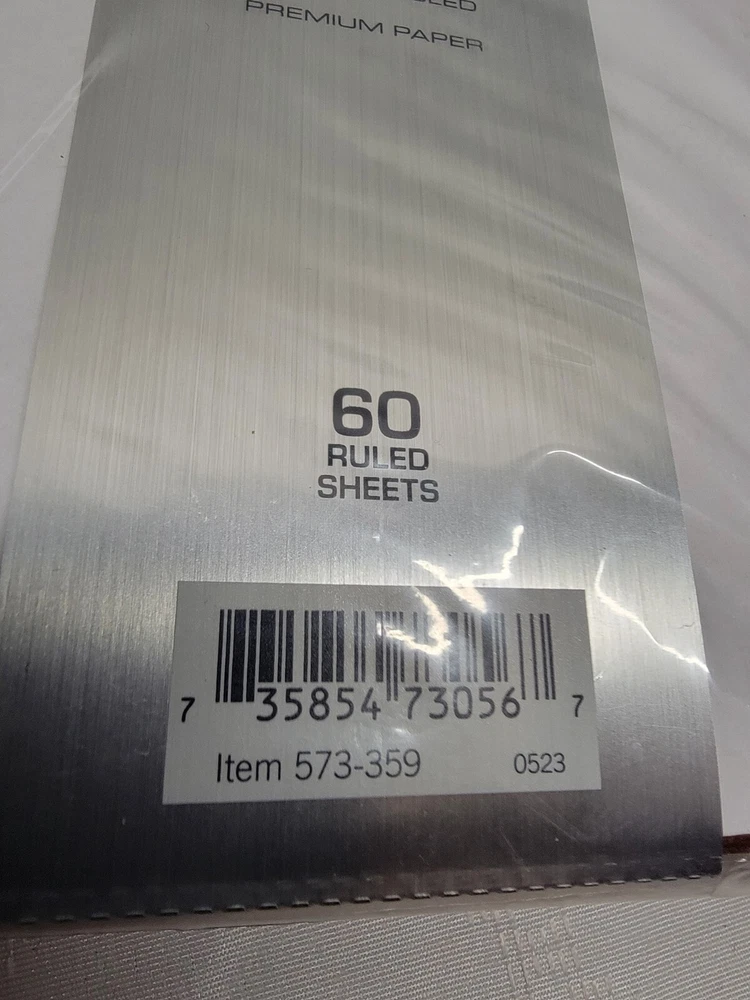 PREMIUM PAPER
60
RULED
SHEETS
7 35854 73056 7
Item 573-359 0523